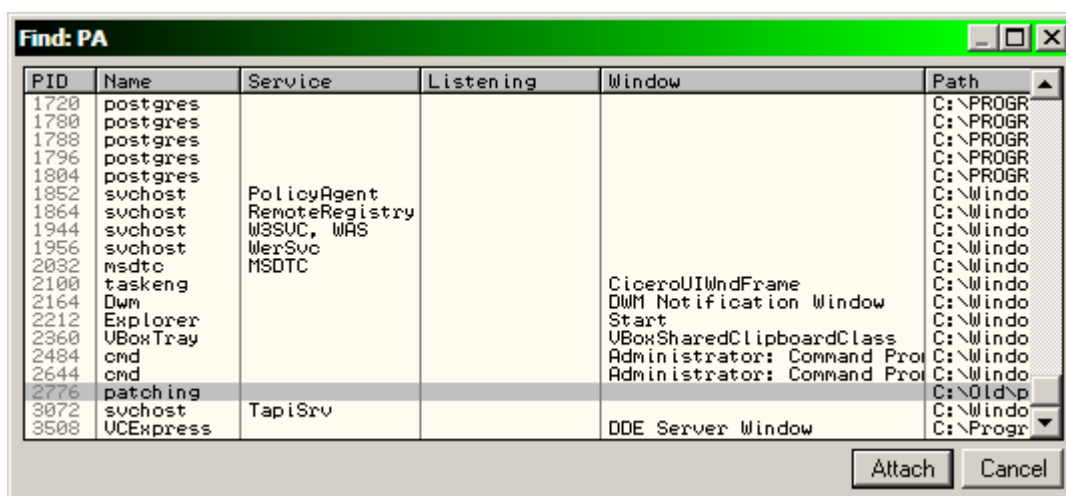 Find: PA
PID Name Service Listening Window Path
1720 postgres C:\PROGR
1780 postgres C:\PROGR
1788 postgres C:\PROGR
1796 postgres C:\PROGR
1804 postgres C:\PROGR
1852 svchost PolicyAgent C:\Windo
1864 svchost RemoteRegistry C:\Windo
1944 svchost W3SVC, WAS C:\Windo
1956 svchost WerSvc C:\Windo
2032 msdtc MSDTC C:\Windo
2100 taskeng CiceroUIWndFrame C:\Windo
2164 Dwm DWM Notification Window C:\Windo
2212 Explorer Start C:\Windo
2360 VBoxTray VBoxSharedClipboardClass C:\Windo
2484 cmd Administrator: Command Pro C:\Windo
2644 cmd Administrator: Command Pro C:\Windo
2776 patching C:\Old\p
3072 svchost TapiSrv C:\Windo
3508 VCExpress DDE Server Window C:\Progr
Attach Cancel